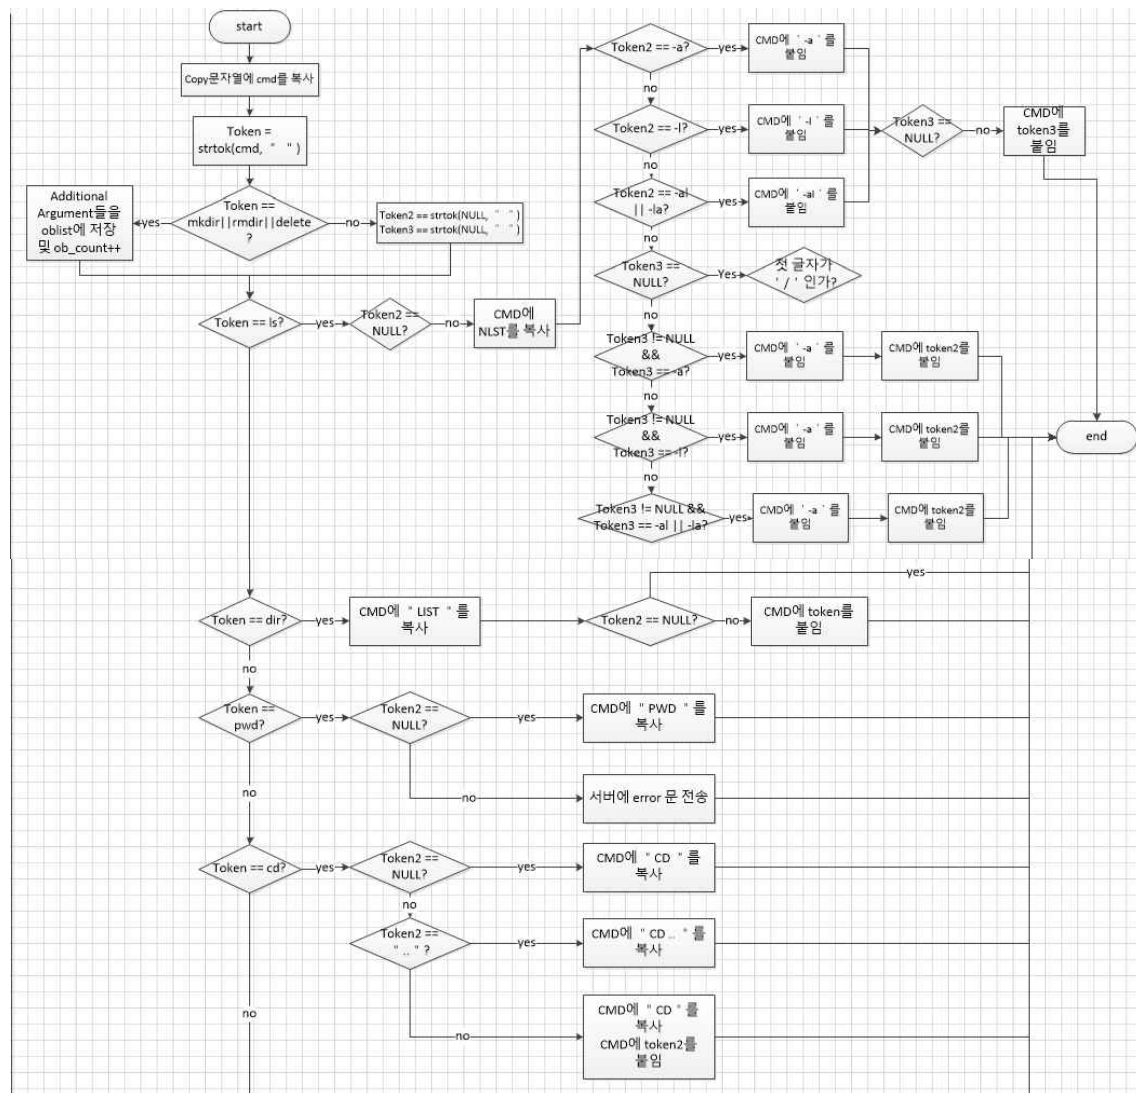 start
Copy문자열에 cmd를 복사
Token =
strtok(cmd, " ")
Token ==
mkdir||rmdir||delete
?
yes
Additional
Argument들을
oblist에 저장
및 ob_count++
no
Token2 == strtok(NULL, " ")
Token3 == strtok(NULL, " ")
Token == ls?
yes
Token2 ==
NULL?
no
CMD에
NLST를 복사
Token2 == -a?
yes
CMD에 ' -a '를
붙임
no
Token2 == -l?
yes
CMD에 ' -l '를
붙임
no
Token2 == -al
|| -la?
yes
CMD에 ' -al '를
붙임
Token3 ==
NULL?
no
CMD에
token3를
붙임
no
Token3 ==
NULL?
Yes
첫 글자가
' / ' 인가?
no
Token3 != NULL
&&
Token3 == -a?
yes
CMD에 ' -a '를
붙임
CMD에 token2를
붙임
no
Token3 != NULL
&&
Token3 == -l?
yes
CMD에 ' -a '를
붙임
CMD에 token2를
붙임
end
no
Token3 != NULL &&
Token3 == -al || -la?
yes
CMD에 ' -a '를
붙임
CMD에 token2를
붙임
Token == dir?
yes
CMD에 " LIST " 를
복사
Token2 == NULL?
yes
no
CMD에 token를
붙임
no
Token ==
pwd?
yes
Token2 ==
NULL?
yes
CMD에 " PWD " 를
복사
no
서버에 error 문 전송
no
Token == cd?
yes
Token2 ==
NULL?
yes
CMD에 " CD " 를
복사
no
Token2 ==
" .. " ?
yes
CMD에 " CD .. " 를
복사
no
CMD에 " CD " 를
복사
CMD에 token2를
붙임
no